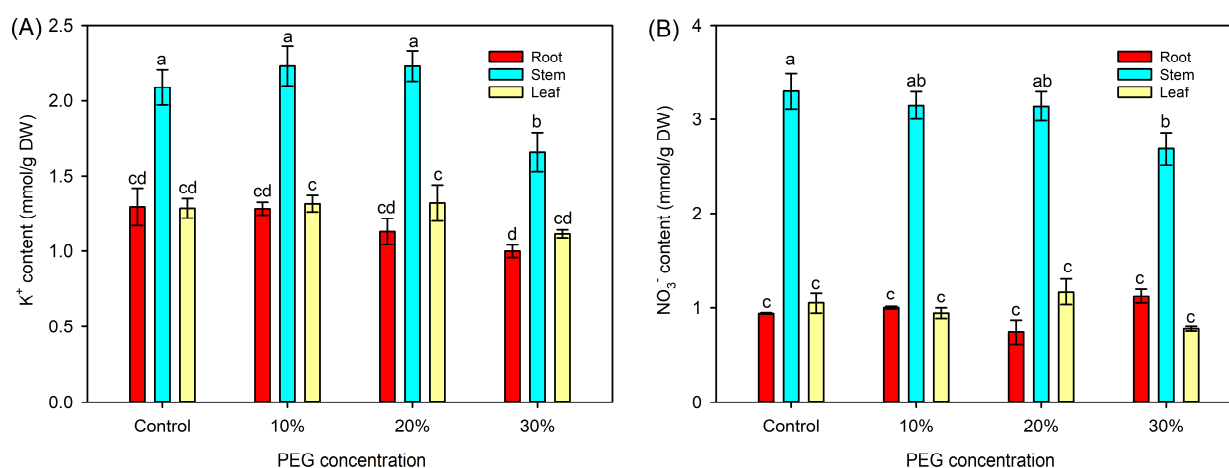 (A)
K+ content (mmol/g DW)
2.5
2.0
1.5
1.0
0.5
0.0
Root
Stem
Leaf
cd a cd
cd a c
cd a c
d b cd
Control 10% 20% 30%
PEG concentration
(B)
NO3- content (mmol/g DW)
4
3
2
1
0
Root
Stem
Leaf
c a c
c ab c
c ab c
c b c
Control 10% 20% 30%
PEG concentration